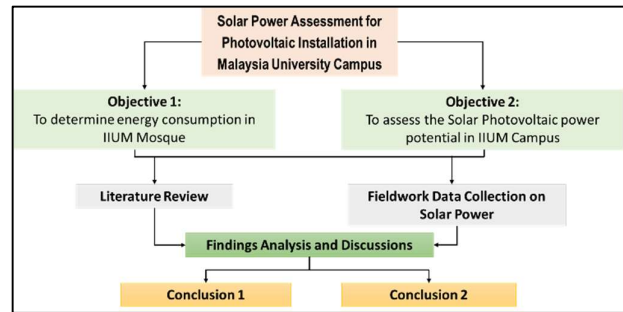 Solar Power Assessment for
Photovoltaic Installation in
Malaysia University Campus
Objective 1:
To determine energy consumption in
IIUM Mosque
Objective 2:
To assess the Solar Photovoltaic power
potential in IIUM Campus
Literature Review
Fieldwork Data Collection on
Solar Power
Findings Analysis and Discussions
Conclusion 1
Conclusion 2